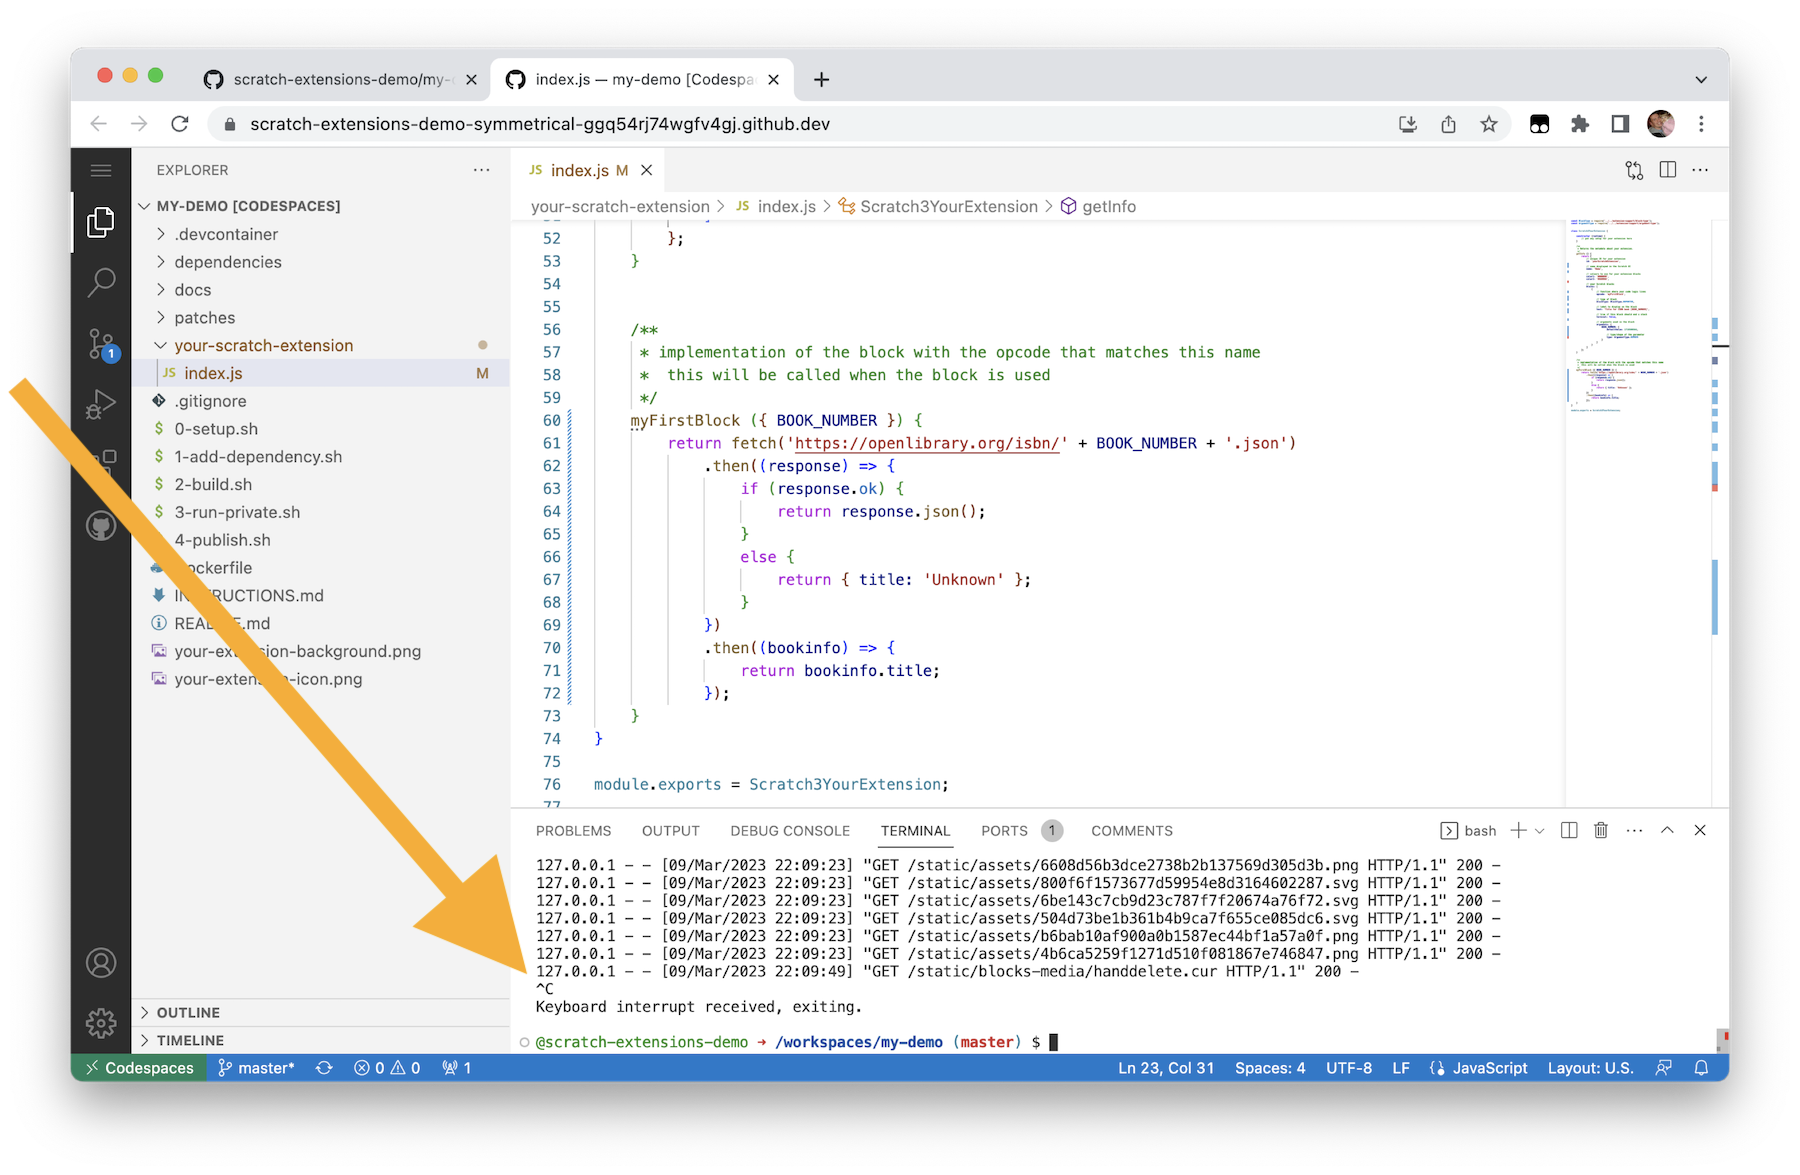 scratch-extensions-demo/my-
index.js — my-demo [Codespa
scratch-extensions-demo-symmetrical-ggq54rj74wgfv4gj.github.dev
EXPLORER
MY-DEMO [CODESPACES]
.devcontainer
dependencies
docs
patches
your-scratch-extension
JS index.js M
.gitignore
$ 0-setup.sh
$ 1-add-dependency.sh
$ 2-build.sh
$ 3-run-private.sh
4-publish.sh
ockerfile
RUCTIONS.md
.md
your-ex sion-background.png
your-exten -icon.png
OUTLINE
TIMELINE
JS index.js M
your-scratch-extension > JS index.js > Scratch3YourExtension > getInfo
52 };
53 }
54
55
56 /**
57 * implementation of the block with the opcode that matches this name
58 * this will be called when the block is used
59 */
60 myFirstBlock ({ BOOK_NUMBER }) {
61 return fetch('https://openlibrary.org/isbn/' + BOOK_NUMBER + '.json')
62 .then((response) => {
63 if (response.ok) {
64 return response.json();
65 }
66 else {
67 return { title: 'Unknown' };
68 }
69 })
70 .then((bookinfo) => {
71 return bookinfo.title;
72 });
73 }
74 }
75
76 module.exports = Scratch3YourExtension;
77
PROBLEMS OUTPUT DEBUG CONSOLE TERMINAL PORTS 1 COMMENTS
bash
127.0.0.1 - - [09/Mar/2023 22:09:23] "GET /static/assets/6608d56b3dce2738b2b137569d305d3b.png HTTP/1.1" 200 -
127.0.0.1 - - [09/Mar/2023 22:09:23] "GET /static/assets/800f6f1573677d59954e8d3164602287.svg HTTP/1.1" 200 -
127.0.0.1 - - [09/Mar/2023 22:09:23] "GET /static/assets/6be143c7cb9d23c787f7f20674a76f72.svg HTTP/1.1" 200 -
127.0.0.1 - - [09/Mar/2023 22:09:23] "GET /static/assets/504d73be1b361b4b9ca7f655ce085dc6.svg HTTP/1.1" 200 -
127.0.0.1 - - [09/Mar/2023 22:09:23] "GET /static/assets/b6bab10af900a0b1587ec44bf1a57a0f.png HTTP/1.1" 200 -
127.0.0.1 - - [09/Mar/2023 22:09:23] "GET /static/assets/4b6ca5259f1271d510f081867e746847.png HTTP/1.1" 200 -
127.0.0.1 - - [09/Mar/2023 22:09:49] "GET /static/blocks-media/handdelete.cur HTTP/1.1" 200 -
^C
Keyboard interrupt received, exiting.
@scratch-extensions-demo → /workspaces/my-demo (master) $
1
Codespaces master* 0 0 1
Ln 23, Col 31 Spaces: 4 UTF-8 LF JavaScript Layout: U.S.